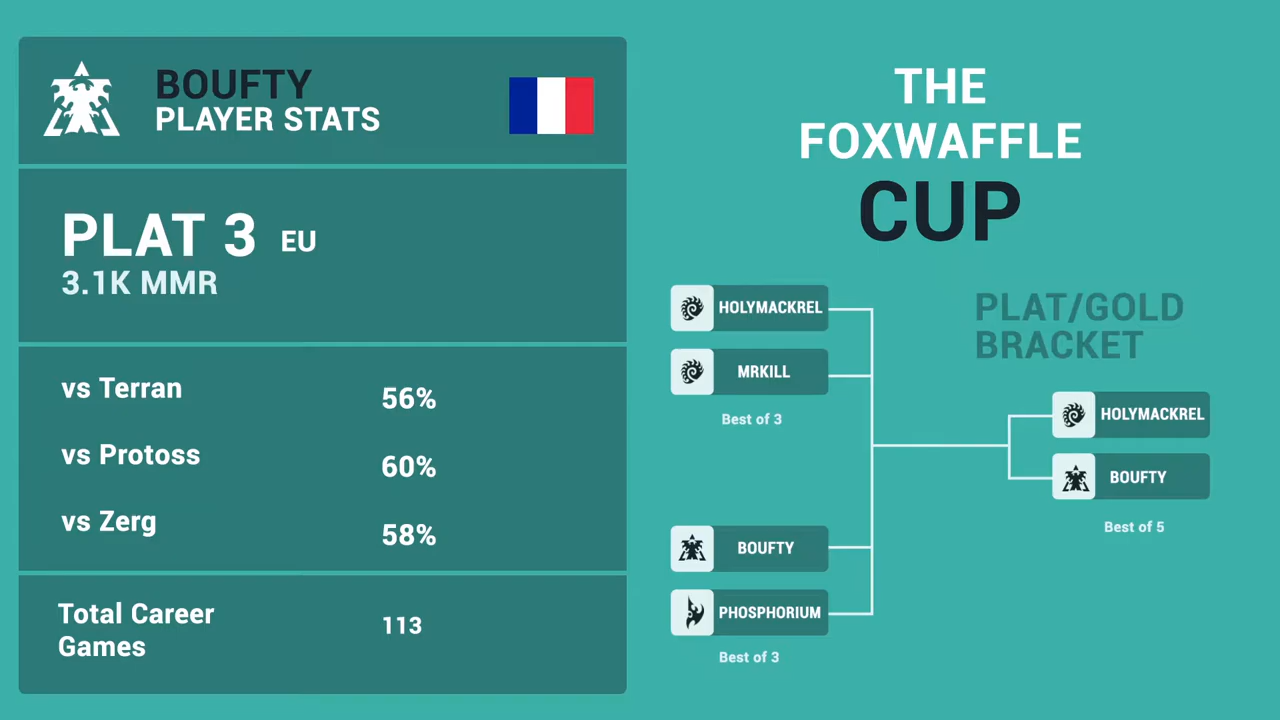 BOUFTY
PLAYER STATS
PLAT 3 EU
3.1K MMR
vs Terran 56%
vs Protoss 60%
vs Zerg 58%
Total Career
Games
113
THE
FOXWAFFLE
CUP
PLAT/GOLD
BRACKET
HOLYMACKREL
MRKILL
Best of 3
BOUFTY
PHOSPHORIUM
Best of 3
HOLYMACKREL
BOUFTY
Best of 5